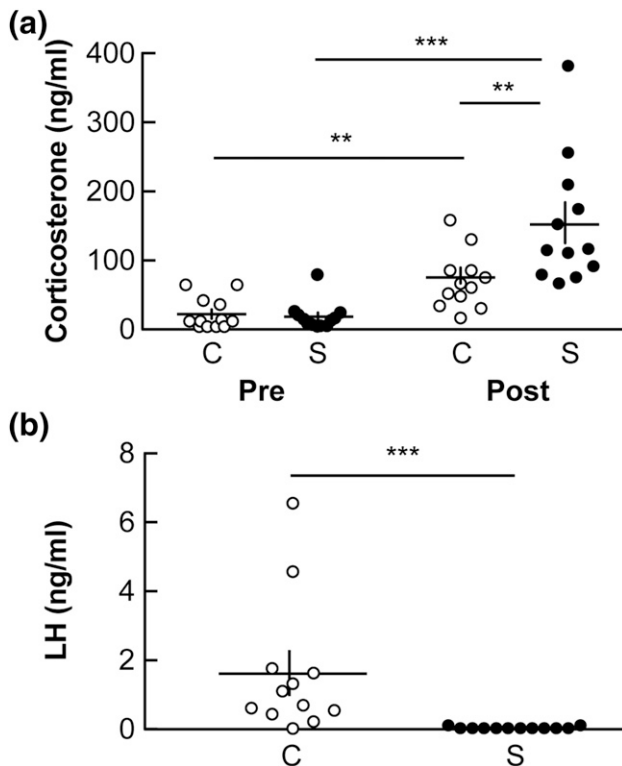 (a)
Corticosterone (ng/ml)
400
300
200
100
0
***
**
**
C S C S
Pre Post
(b)
LH (ng/ml)
8
6
4
2
0
***
C S